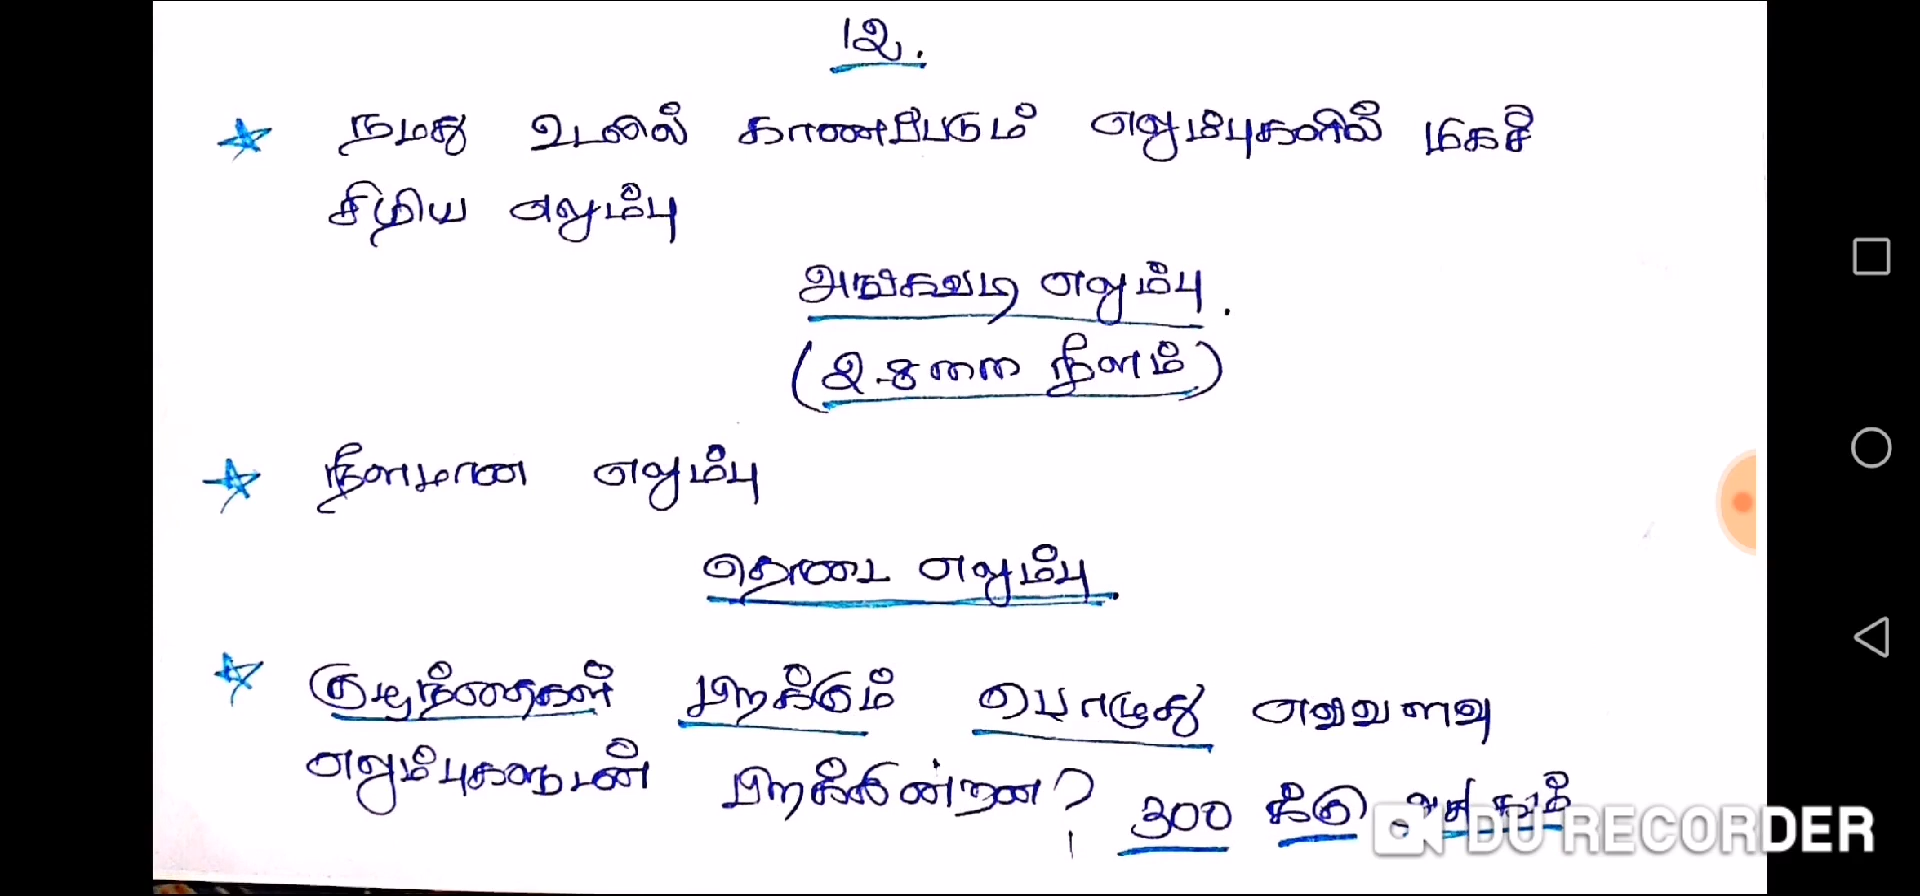 12.
நமது உடலில் காணப்படும் எலும்புகளில் மிகச்
சிறிய எலும்பு
அங்கவடி எலும்பு.
(2.8 மிமீ நீளம்)
நீளமான எலும்பு
தொடை எலும்பு
குழந்தைகள் பிறக்கும் பொழுது எவ்வளவு
எலும்புகளுடன் பிறக்கின்றன?
300 க்கு
DU RECORDER